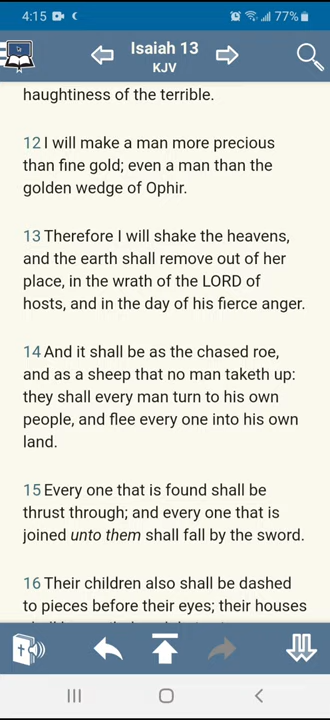 4:15 77%
Isaiah 13
KJV
haughtiness of the terrible.
12 I will make a man more precious
than fine gold; even a man than the
golden wedge of Ophir.
13 Therefore I will shake the heavens,
and the earth shall remove out of her
place, in the wrath of the LORD of
hosts, and in the day of his fierce anger.
14 And it shall be as the chased roe,
and as a sheep that no man taketh up:
they shall every man turn to his own
people, and flee every one into his own
land.
15 Every one that is found shall be
thrust through; and every one that is
joined unto them shall fall by the sword.
16 Their children also shall be dashed
to pieces before their eyes; their houses